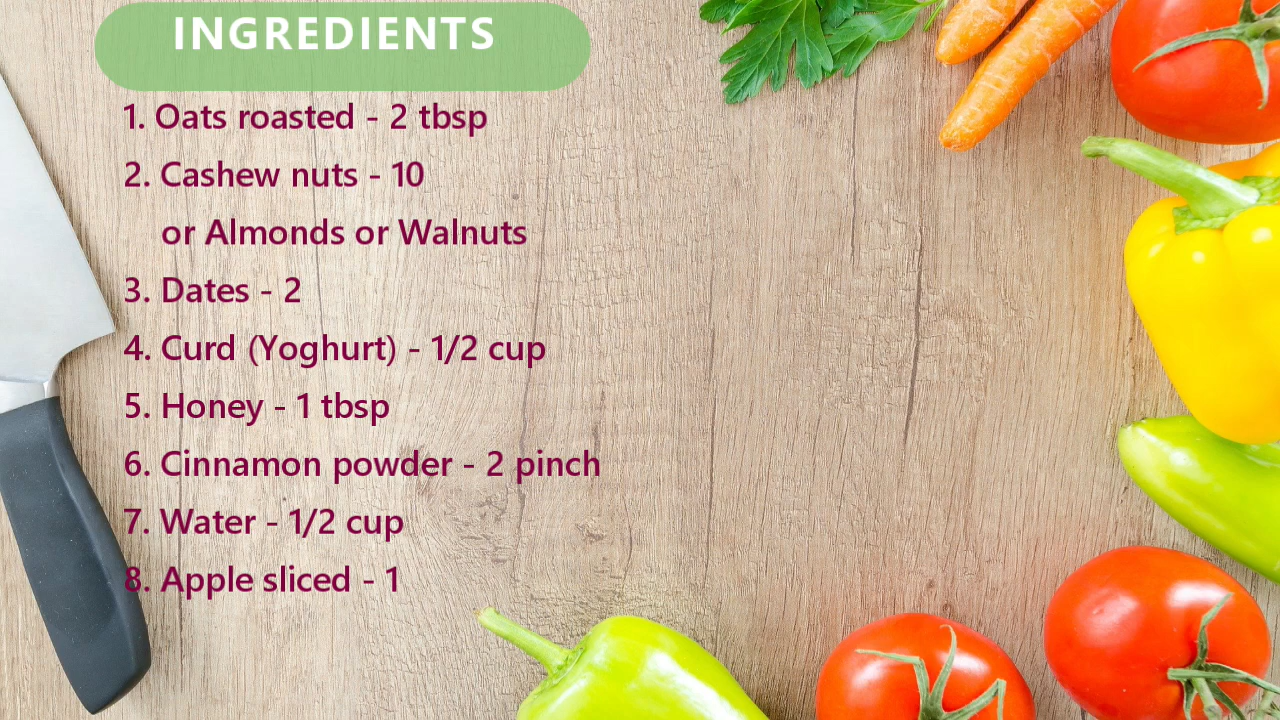 INGREDIENTS
1. Oats roasted - 2 tbsp
2. Cashew nuts - 10
or Almonds or Walnuts
3. Dates - 2
4. Curd (Yoghurt) - 1/2 cup
5. Honey - 1 tbsp
6. Cinnamon powder - 2 pinch
7. Water - 1/2 cup
8. Apple sliced - 1